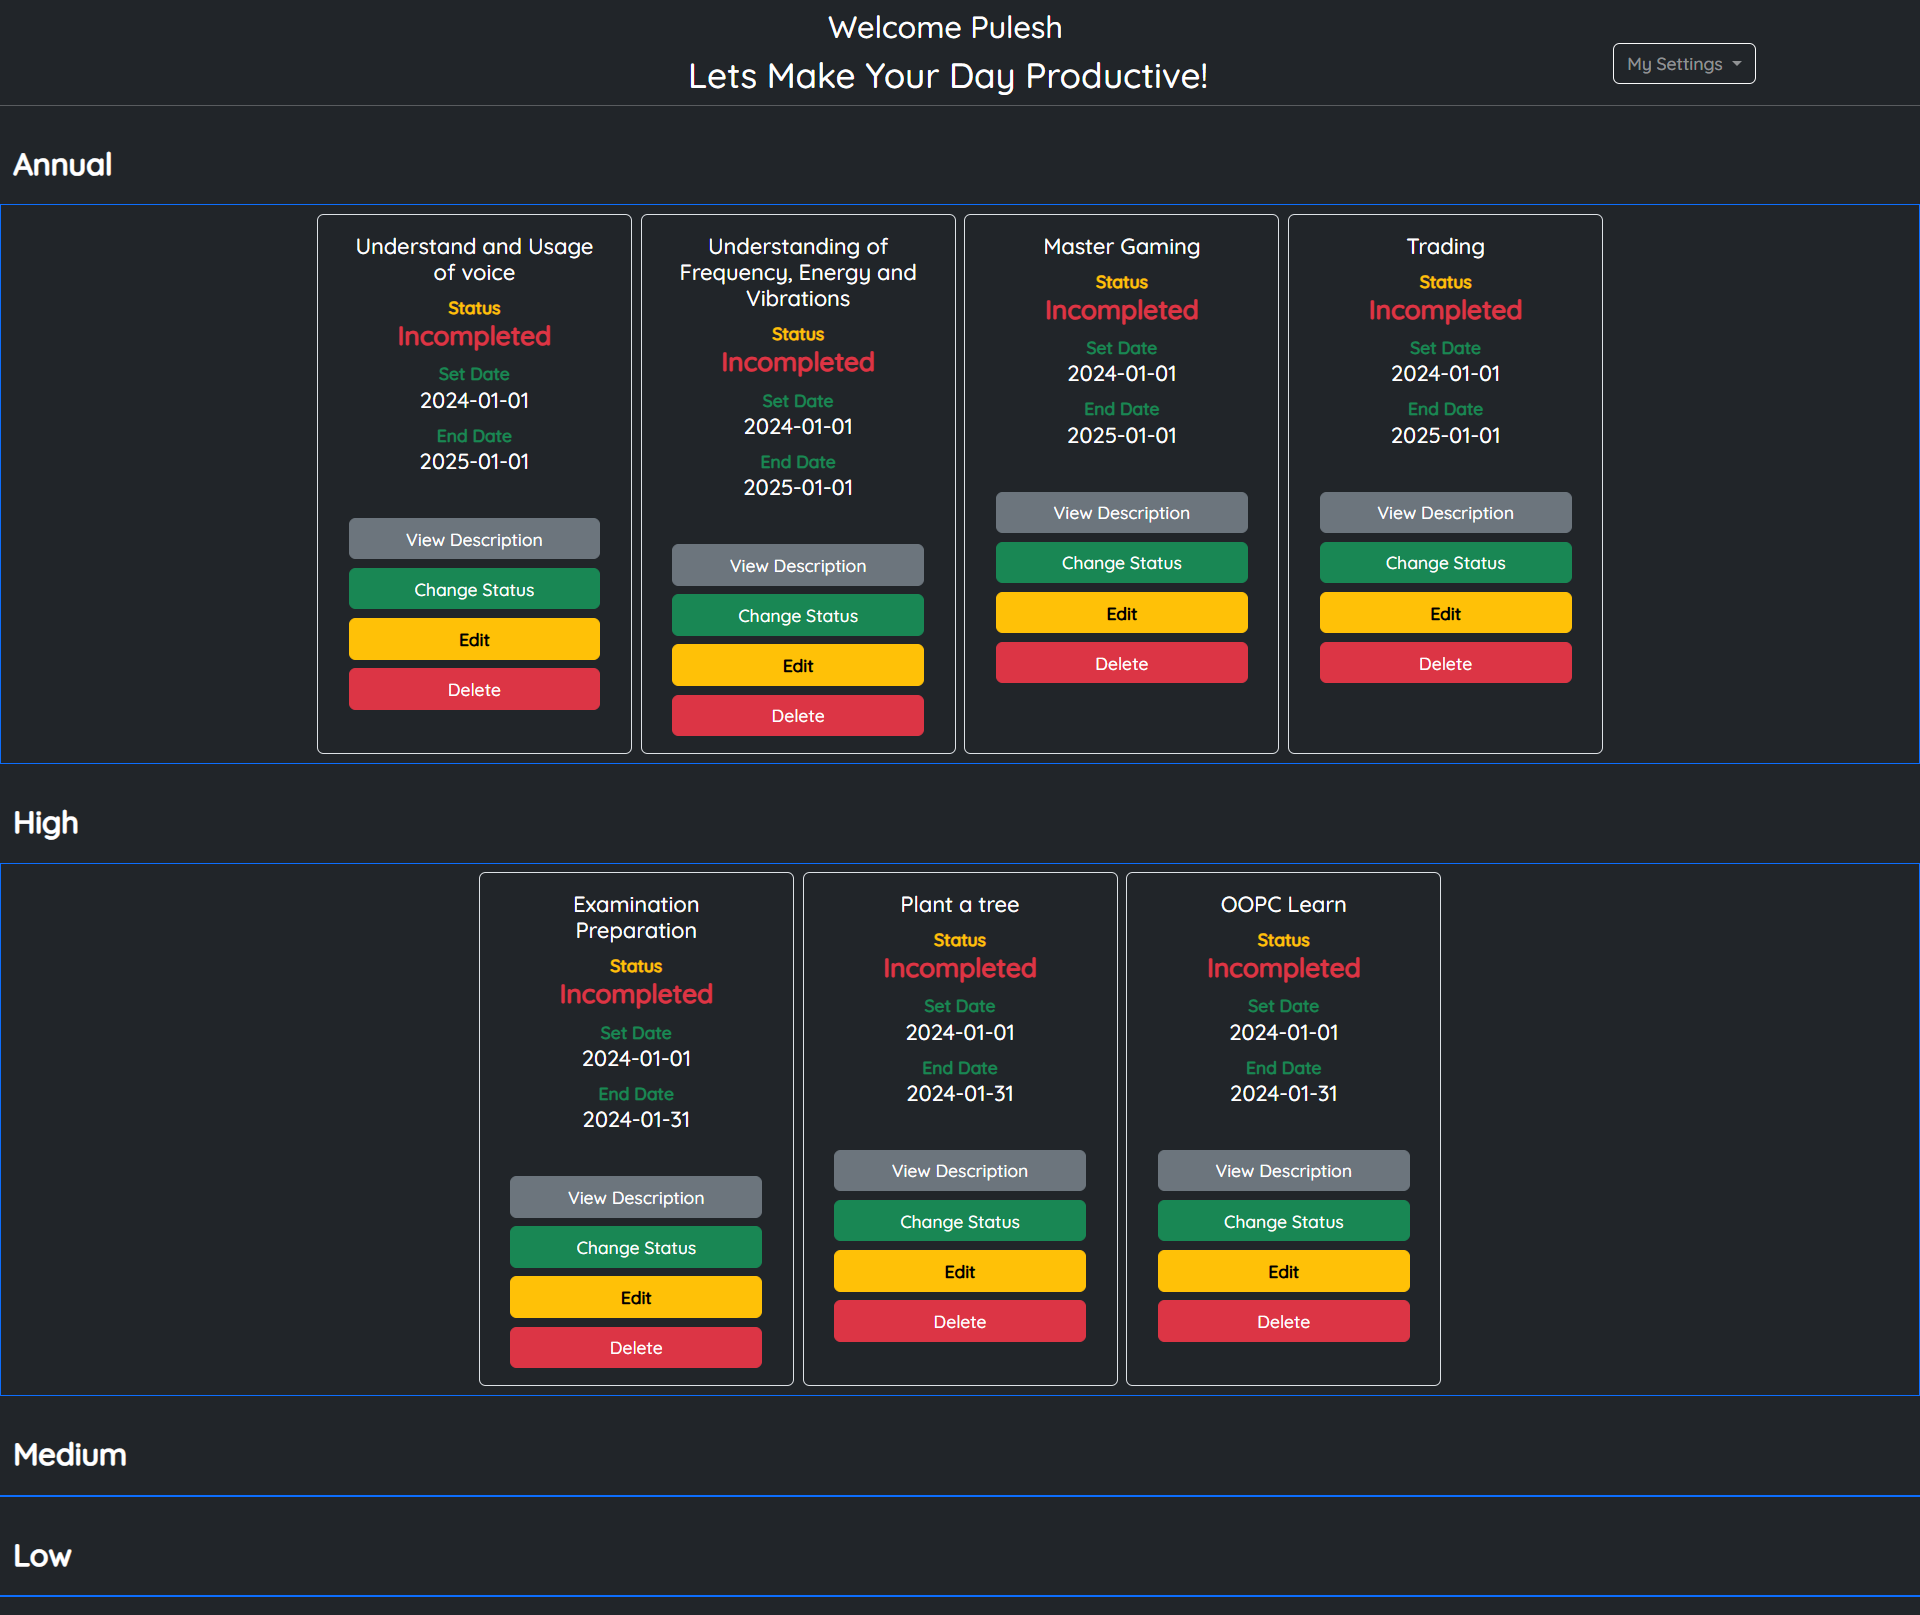 Welcome Pulesh
Lets Make Your Day Productive!
My Settings
Annual
Understand and Usage
of voice
Status
Incompleted
Set Date
2024-01-01
End Date
2025-01-01
View Description
Change Status
Edit
Delete
Understanding of
Frequency, Energy and
Vibrations
Status
Incompleted
Set Date
2024-01-01
End Date
2025-01-01
View Description
Change Status
Edit
Delete
Master Gaming
Status
Incompleted
Set Date
2024-01-01
End Date
2025-01-01
View Description
Change Status
Edit
Delete
Trading
Status
Incompleted
Set Date
2024-01-01
End Date
2025-01-01
View Description
Change Status
Edit
Delete
High
Examination
Preparation
Status
Incompleted
Set Date
2024-01-01
End Date
2024-01-31
View Description
Change Status
Edit
Delete
Plant a tree
Status
Incompleted
Set Date
2024-01-01
End Date
2024-01-31
View Description
Change Status
Edit
Delete
OOPC Learn
Status
Incompleted
Set Date
2024-01-01
End Date
2024-01-31
View Description
Change Status
Edit
Delete
Medium
Low